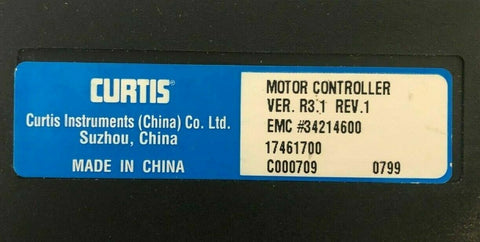 CURTIS®
Curtis Instruments (China) Co. Ltd.
Suzhou, China
MADE IN CHINA
MOTOR CONTROLLER
VER. R3.1 REV.1
EMC #34214600
17461700
C000709 0799